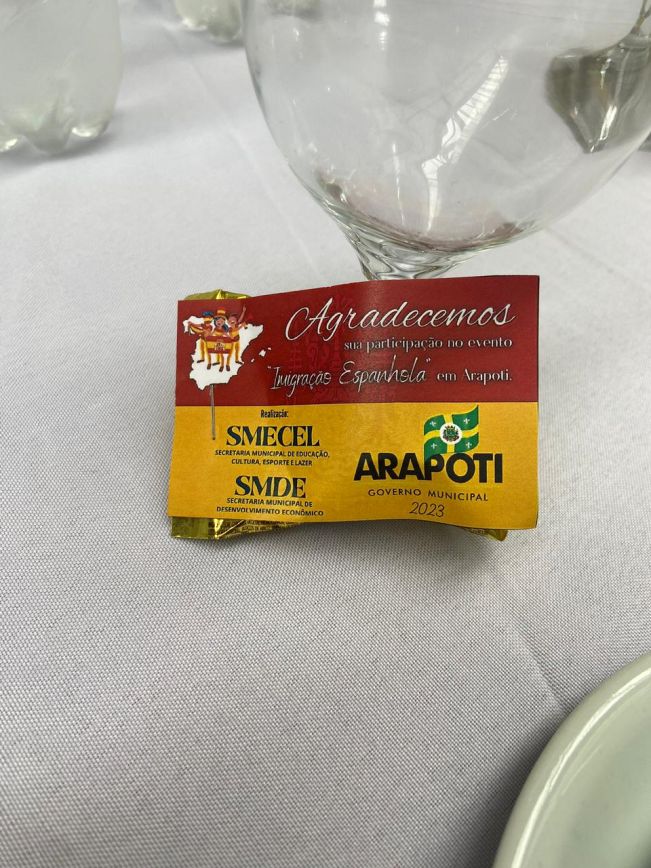 Agradecemos
sua participação no evento
"Imigração Espanhola" em Arapoti.
Realização:
SMECEL
SECRETARIA MUNICIPAL DE EDUCAÇÃO,
CULTURA, ESPORTE E LAZER
SMDE
SECRETARIA MUNICIPAL DE
DESENVOLVIMENTO ECONÔMICO
ARAPOTI
GOVERNO MUNICIPAL
2023